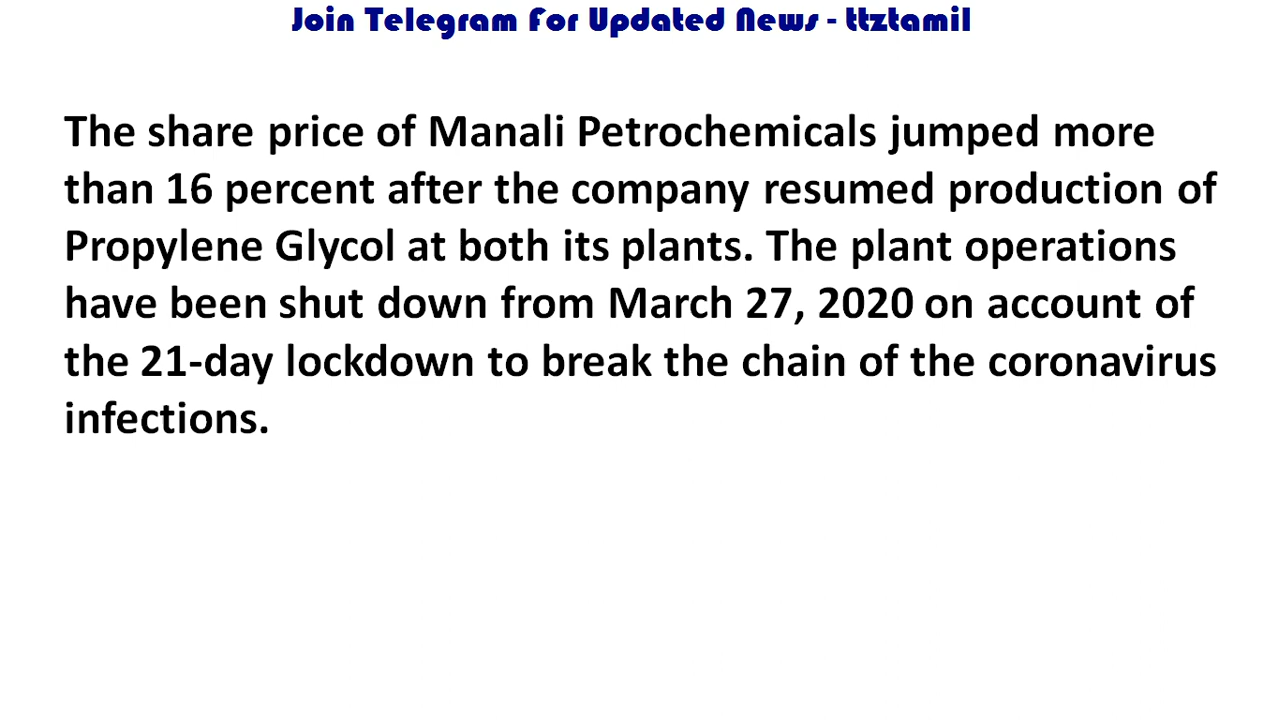 Join Telegram For Updated News - ttztamil
The share price of Manali Petrochemicals jumped more
than 16 percent after the company resumed production of
Propylene Glycol at both its plants. The plant operations
have been shut down from March 27, 2020 on account of
the 21-day lockdown to break the chain of the coronavirus
infections.